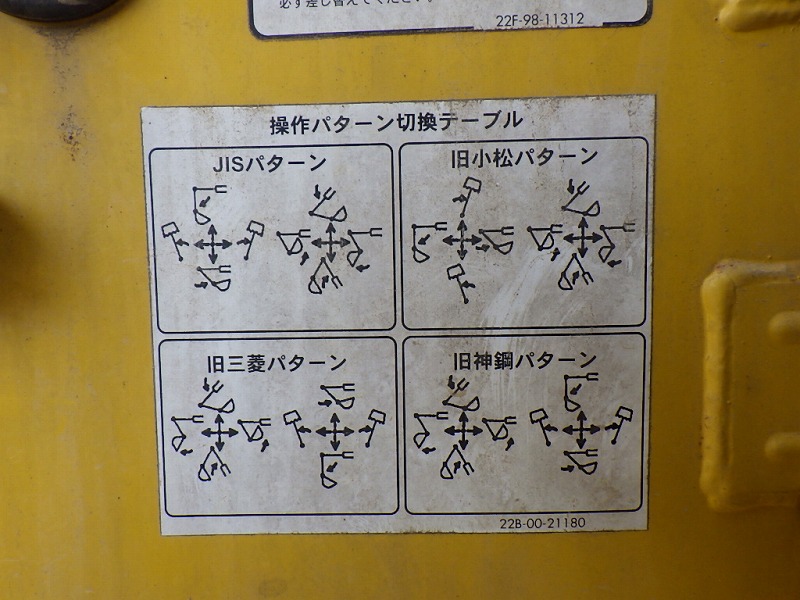 必ず差し替えてください。
22F-98-11312
操作パターン切換テーブル
JISパターン
旧小松パターン
旧三菱パターン
旧神鋼パターン
22B-00-21180